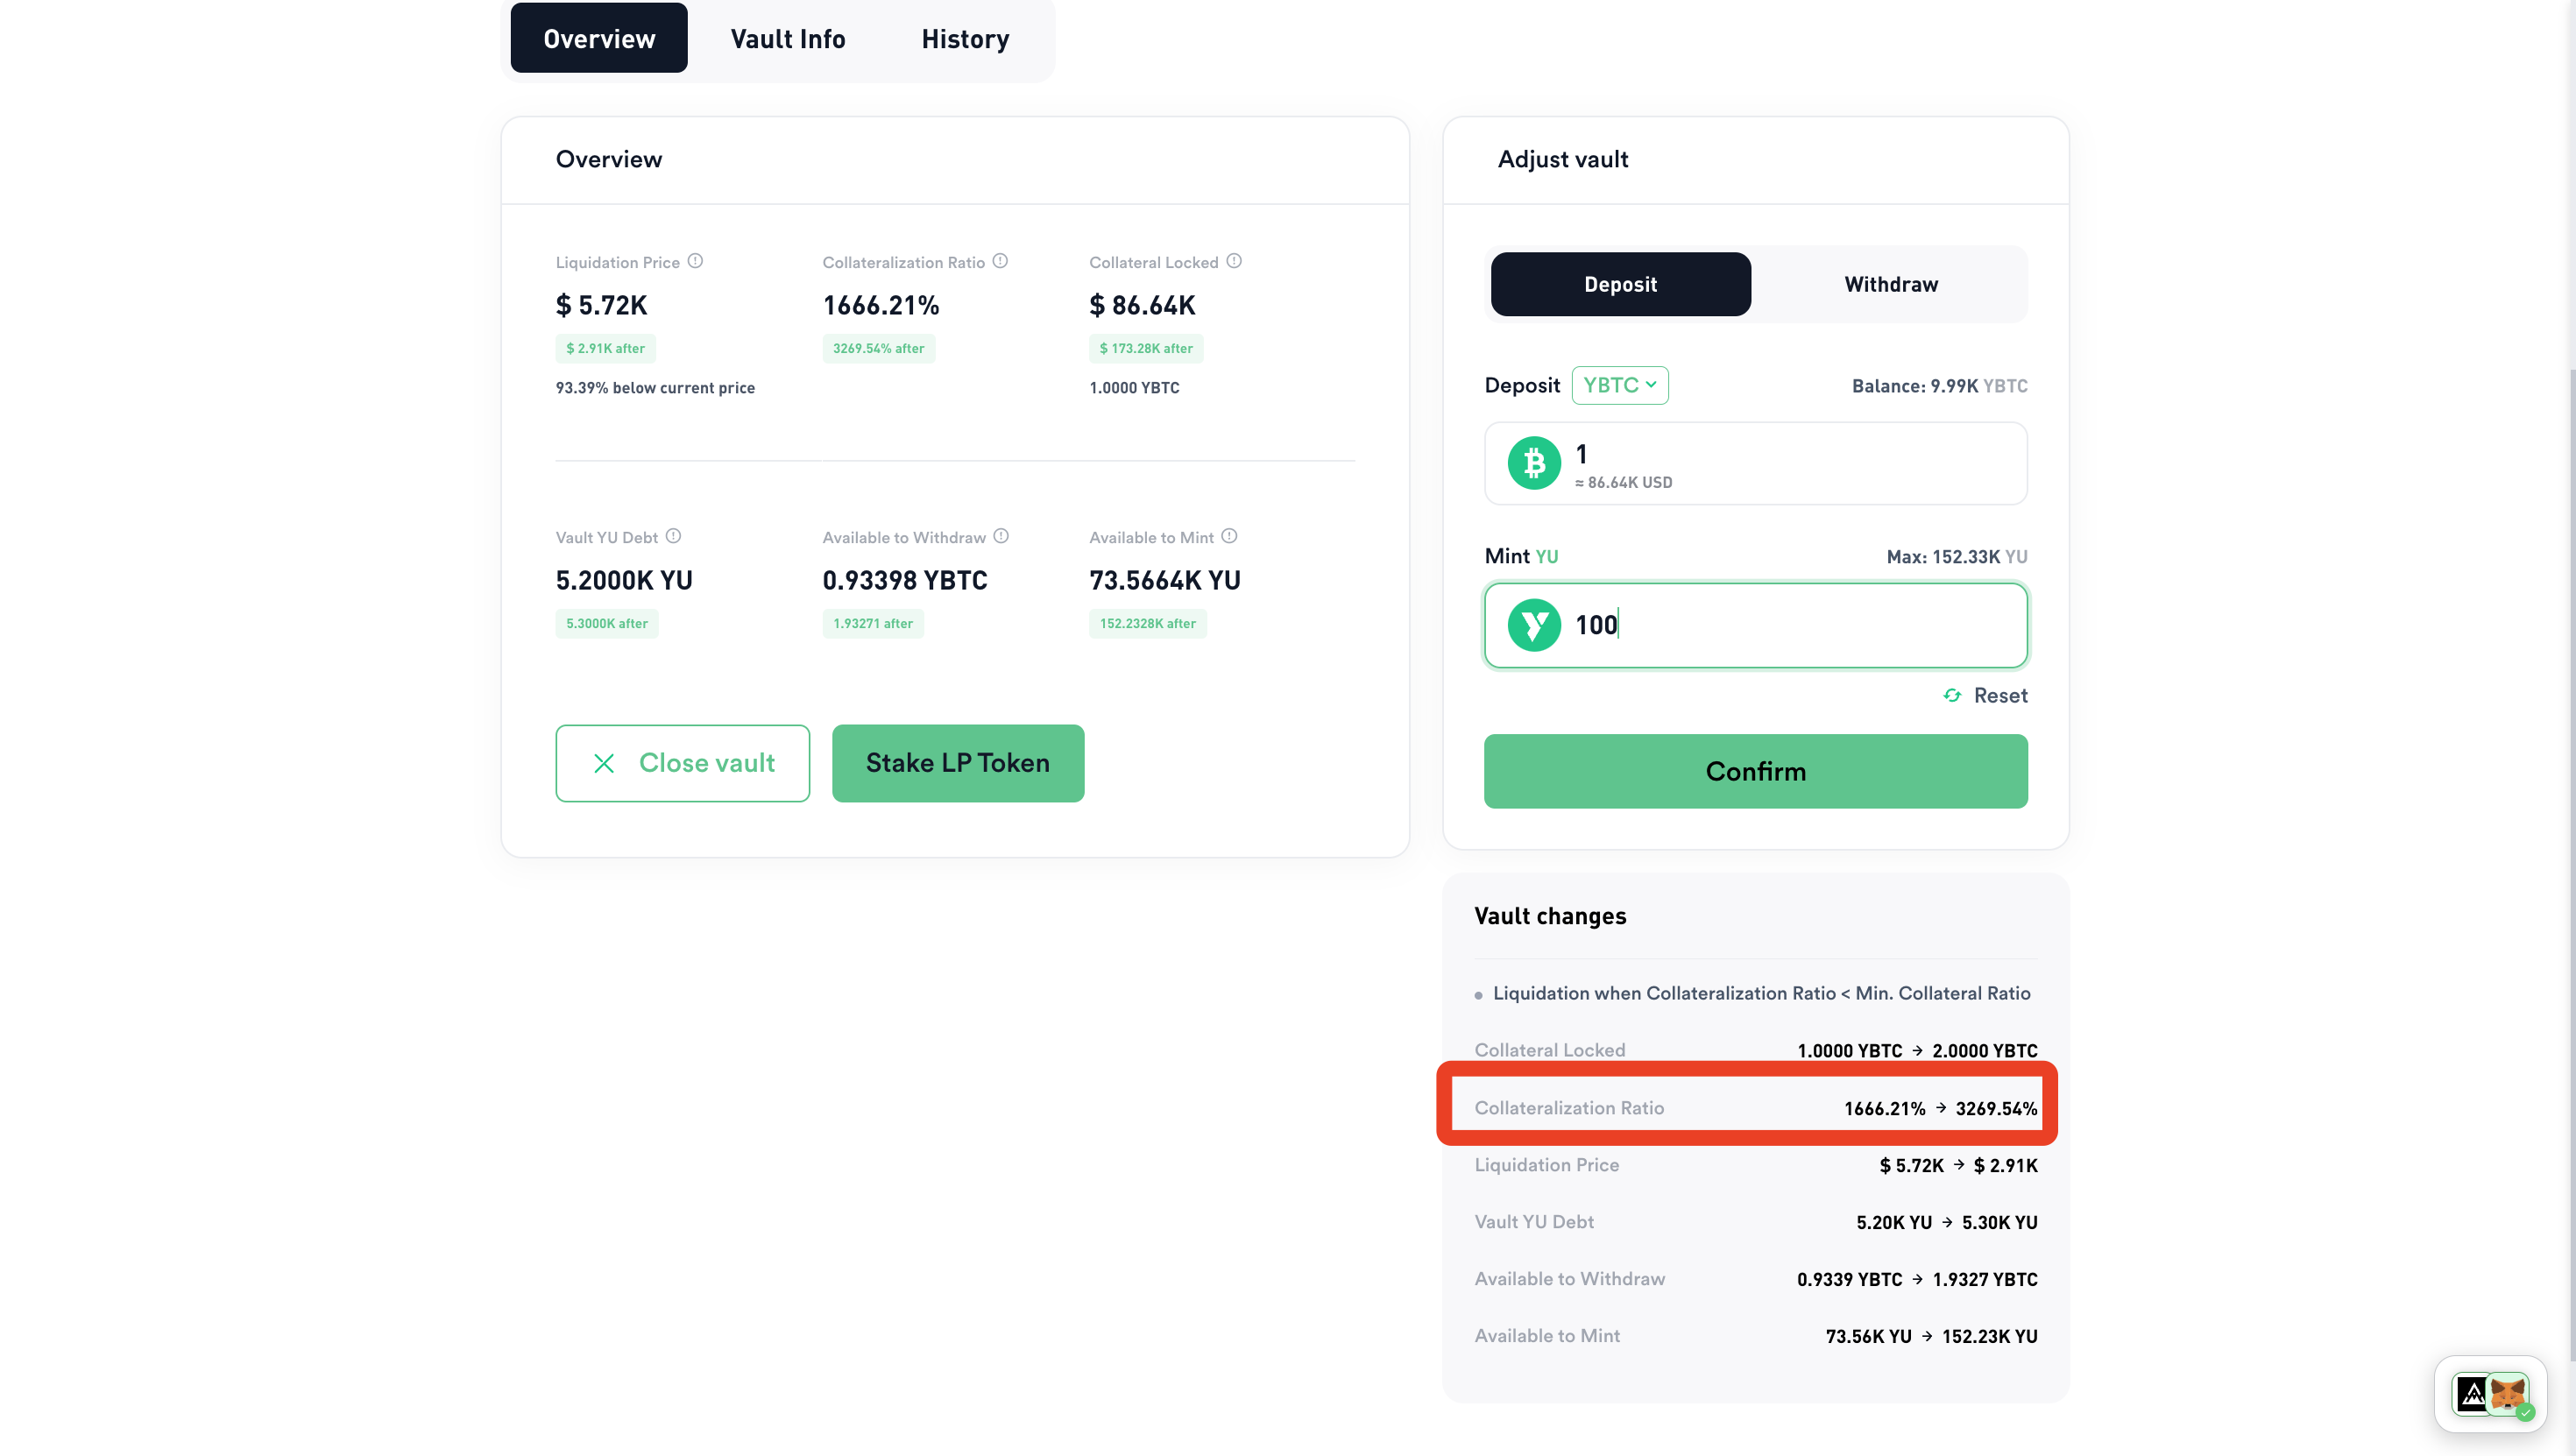 Overview Vault Info History
Overview
Liquidation Price Collateralization Ratio Collateral Locked
$ 5.72K 1666.21% $ 86.64K
$ 2.91K after 3269.54% after $ 173.28K after
93.39% below current price 1.0000 YBTC
Vault YU Debt Available to Withdraw Available to Mint
5.2000K YU 0.93398 YBTC 73.5664K YU
5.3000K after 1.93271 after 152.2328K after
Close vault Stake LP Token
Adjust vault
Deposit Withdraw
Deposit YBTC Balance: 9.99K YBTC
1
≈ 86.64K USD
Mint YU Max: 152.33K YU
100
Reset
Confirm
Vault changes
Liquidation when Collateralization Ratio < Min. Collateral Ratio
Collateral Locked 1.0000 YBTC → 2.0000 YBTC
Collateralization Ratio 1666.21% → 3269.54%
Liquidation Price $ 5.72K → $ 2.91K
Vault YU Debt 5.20K YU → 5.30K YU
Available to Withdraw 0.9339 YBTC → 1.9327 YBTC
Available to Mint 73.56K YU → 152.23K YU